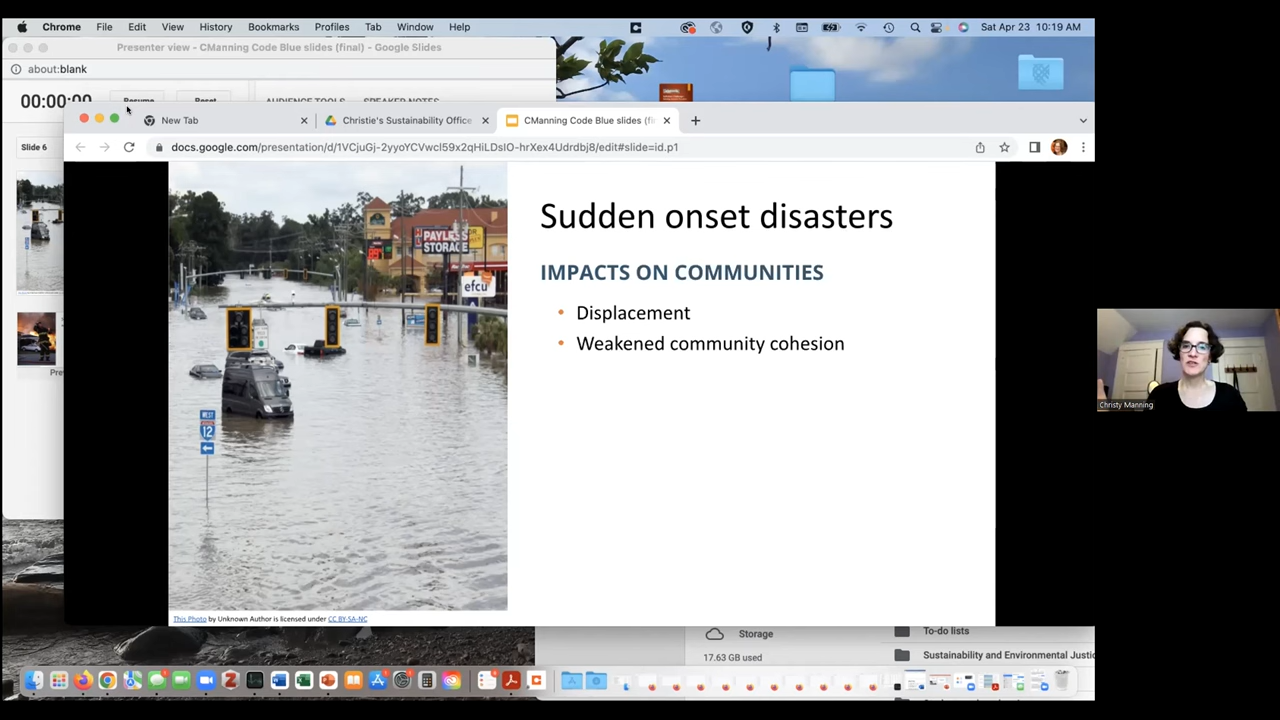 Chrome File Edit View History Bookmarks Profiles Tab Window Help Sat Apr 23 10:19 AM
Presenter view - CManning Code Blue slides (final) - Google Slides
about:blank
00:00:00 Resume Reset AUDIENCE TOOLS SPEAKER NOTES
New Tab
Christie's Sustainability Office
CManning Code Blue slides (fi
docs.google.com/presentation/d/1VCjuGj-2yyoYCVwcl59x2qHiLDsIO-hrXex4Udrdbj8/edit#slide=id.p1
Slide 6
Sudden onset disasters
IMPACTS ON COMMUNITIES
• Displacement
• Weakened community cohesion
PAYLESS
STORAGE
efcu
WEST
12
Christy Manning
This Photo by Unknown Author is licensed under CC BY-SA-NC
Storage
17.63 GB used
To-do lists
Sustainability and Environmental Justic